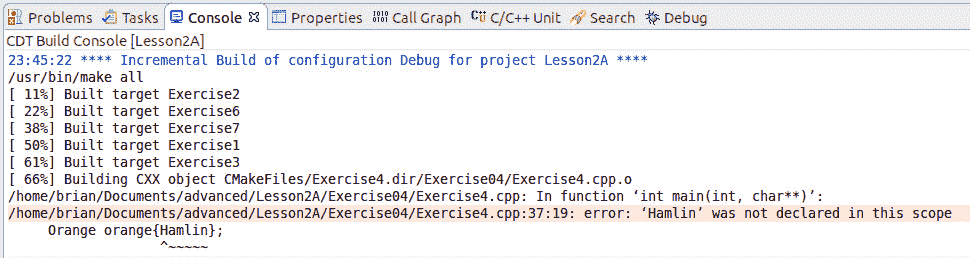 Problems Tasks Console Properties Call Graph C/C++ Unit Search Debug
CDT Build Console [Lesson2A]
23:45:22 **** Incremental Build of configuration Debug for project Lesson2A ****
/usr/bin/make all
[ 11%] Built target Exercise2
[ 22%] Built target Exercise6
[ 38%] Built target Exercise7
[ 50%] Built target Exercise1
[ 61%] Built target Exercise3
[ 66%] Building CXX object CMakeFiles/Exercise4.dir/Exercise04/Exercise4.cpp.o
/home/brian/Documents/advanced/Lesson2A/Exercise04/Exercise4.cpp: In function ‘int main(int, char**)’:
/home/brian/Documents/advanced/Lesson2A/Exercise04/Exercise4.cpp:37:19: error: ‘Hamlin’ was not declared in this scope
     Orange orange{Hamlin};
                   ^~~~~~